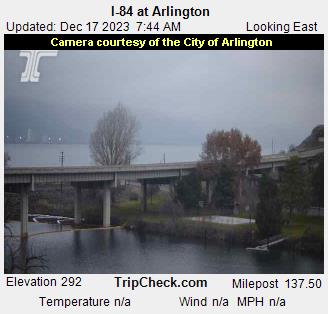 I-84 at Arlington
Updated: Dec 17 2023 7:44 AM Looking East
Camera courtesy of the City of Arlington
Elevation 292 TripCheck.com Milepost 137.50
Temperature n/a Wind n/a MPH n/a